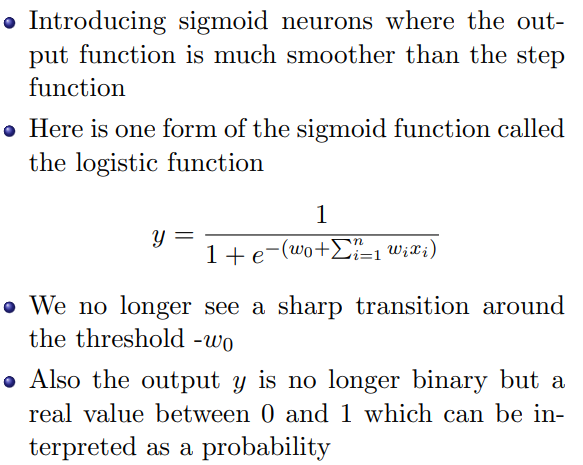 • Introducing sigmoid neurons where the out-
put function is much smoother than the step
function
• Here is one form of the sigmoid function called
the logistic function
y = \frac{1}{1 + e^{-(w_0 + \sum_{i=1}^{n} w_i x_i)}}
• We no longer see a sharp transition around
the threshold -w_0
• Also the output y is no longer binary but a
real value between 0 and 1 which can be in-
terpreted as a probability